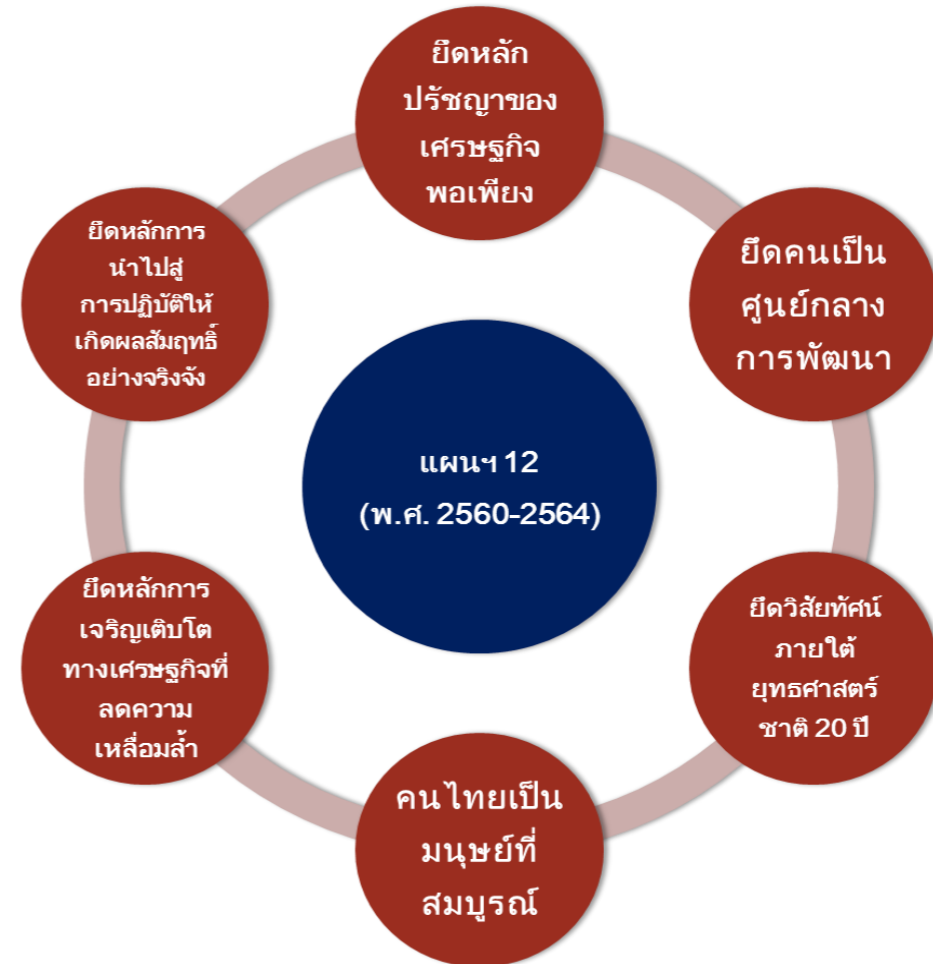 ยึดหลัก
ปรัชญาของ
เศรษฐกิจ
พอเพียง
ยึดคนเป็น
ศูนย์กลาง
การพัฒนา
ยึดวิสัยทัศน์
ภายใต้
ยุทธศาสตร์
ชาติ 20 ปี
คนไทยเป็น
มนุษย์ที่
สมบูรณ์
ยึดหลักการ
เจริญเติบโต
ทางเศรษฐกิจที่
ลดความ
เหลื่อมล้ำ
ยึดหลักการ
นำไปสู่
การปฏิบัติให้
เกิดผลสัมฤทธิ์
อย่างจริงจัง
แผนฯ 12
(พ.ศ. 2560-2564)